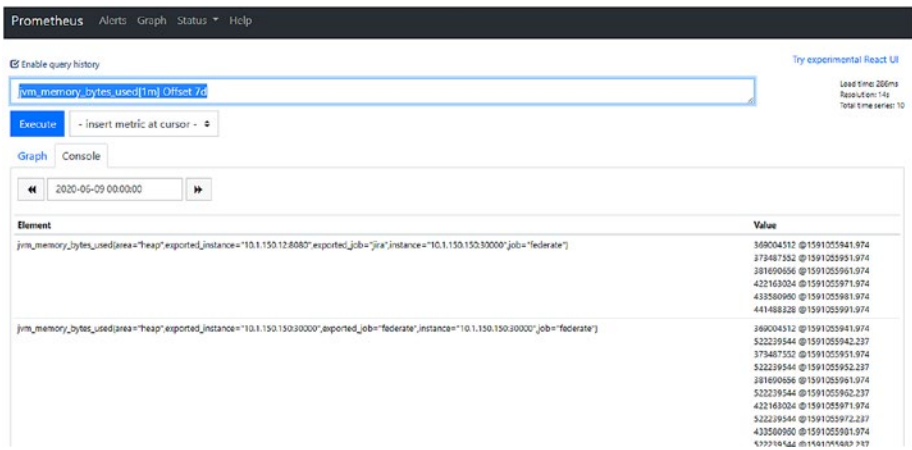 Prometheus Alerts Graph Status Help
Enable query history
Try experimental React UI
jvm_memory_bytes_used[1m] Offset 7d
Load time: 286ms
Resolution: 14s
Total time series: 10
Execute
- insert metric at cursor -
Graph Console
2020-06-09 00:00:00
Element Value
jvm_memory_bytes_used{area="heap",exported_instance="10.1.150.12:8080",exported_job="jira",instance="10.1.150.150:30000",job="federate"}
369004512 @1591055941.974
373487552 @1591055951.974
381690656 @1591055961.974
422163024 @1591055971.974
433580960 @1591055981.974
441488328 @1591055991.974
jvm_memory_bytes_used{area="heap",exported_instance="10.1.150.150:30000",exported_job="federate",instance="10.1.150.150:30000",job="federate"}
369004512 @1591055941.974
522239544 @1591055942.237
373487552 @1591055951.974
522239544 @1591055952.237
381690656 @1591055961.974
522239544 @1591055962.237
422163024 @1591055971.974
522239544 @1591055972.237
433580960 @1591055981.974
522239544 @1591055982.237